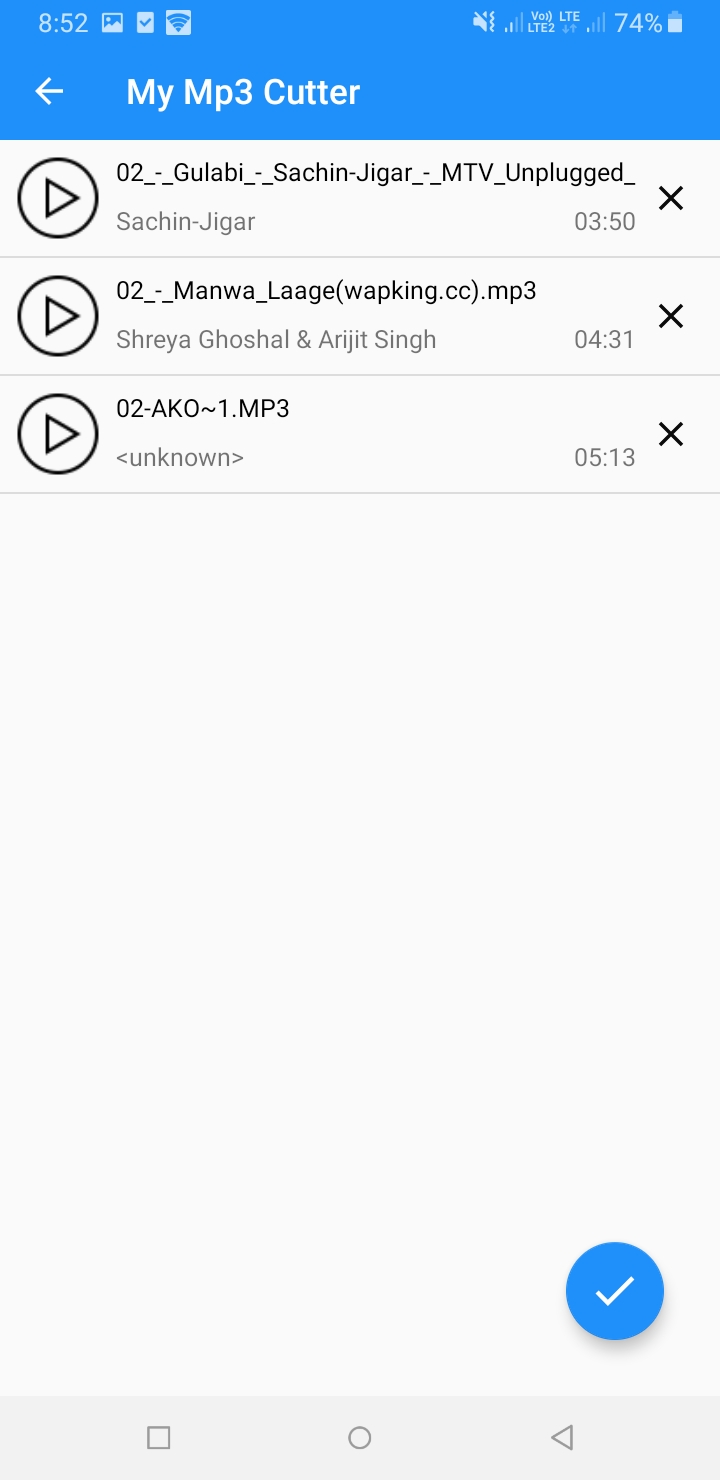 8:52 Vo)) LTE LTE2 74%
My Mp3 Cutter
02_-_Gulabi_-_Sachin-Jigar_-_MTV_Unplugged_
Sachin-Jigar 03:50
02_-_Manwa_Laage(wapking.cc).mp3
Shreya Ghoshal & Arijit Singh 04:31
02-AKO~1.MP3
<unknown> 05:13